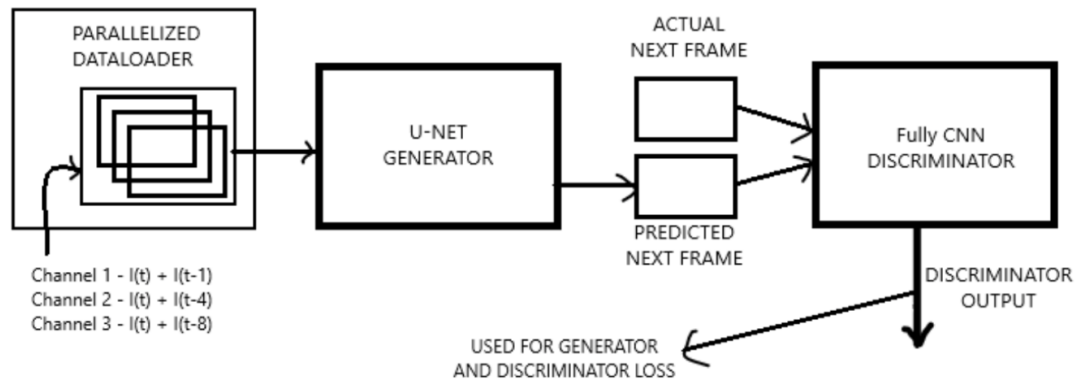 PARALLELIZED
DATALOADER
Channel 1 - I(t) + I(t-1)
Channel 2 - I(t) + I(t-4)
Channel 3 - I(t) + I(t-8)
U-NET
GENERATOR
ACTUAL
NEXT FRAME
PREDICTED
NEXT FRAME
Fully CNN
DISCRIMINATOR
DISCRIMINATOR
OUTPUT
USED FOR GENERATOR
AND DISCRIMINATOR LOSS